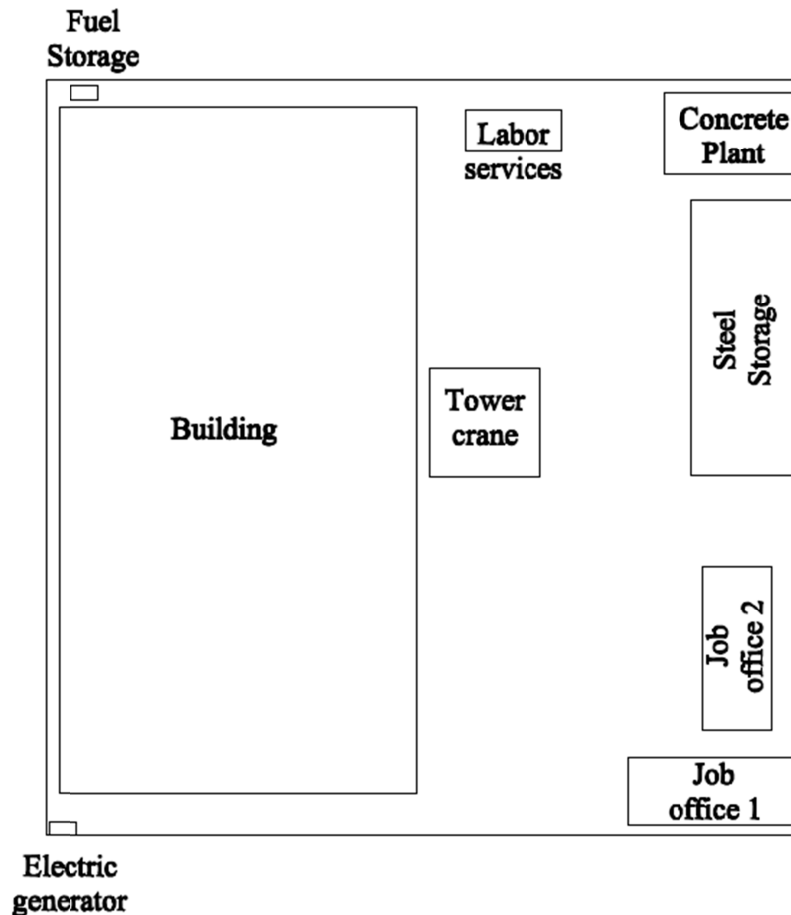 Fuel
Storage
Labor
services
Concrete
Plant
Steel
Storage
Building
Tower
crane
Job
office 2
Job
office 1
Electric
generator